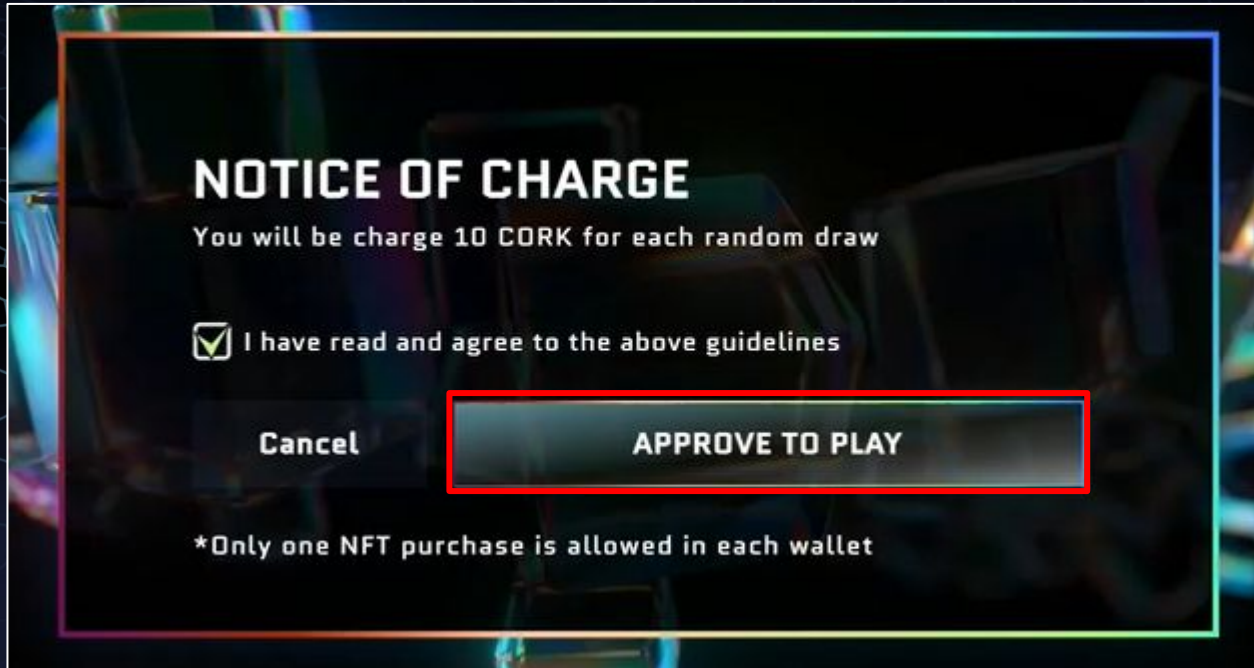 NOTICE OF CHARGE
You will be charge 10 CORK for each random draw
I have read and agree to the above guidelines
Cancel
APPROVE TO PLAY
*Only one NFT purchase is allowed in each wallet